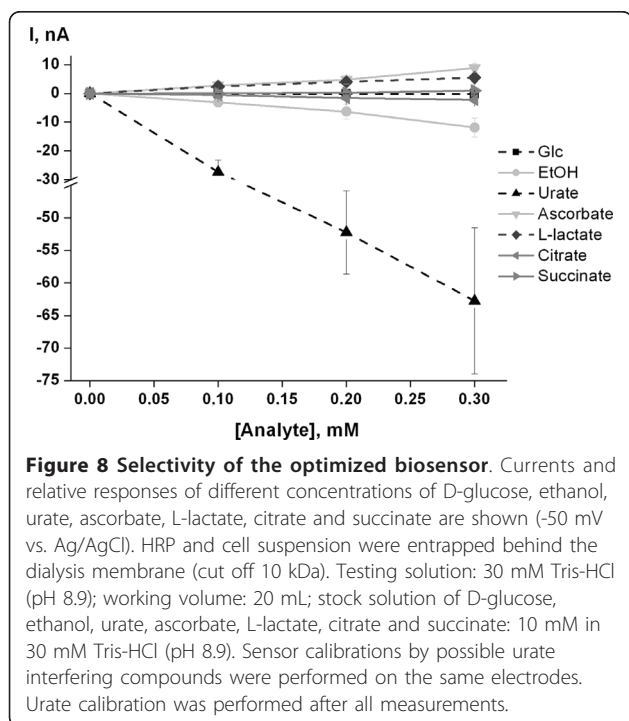 I, nA
10
0
-10
-20
-30
-50
-55
-60
-65
-70
-75
0.00 0.05 0.10 0.15 0.20 0.25 0.30
[Analyte], mM
Glc
EtOH
Urate
Ascorbate
L-lactate
Citrate
Succinate
Figure 8 Selectivity of the optimized biosensor. Currents and
relative responses of different concentrations of D-glucose, ethanol,
urate, ascorbate, L-lactate, citrate and succinate are shown (-50 mV
vs. Ag/AgCl). HRP and cell suspension were entrapped behind the
dialysis membrane (cut off 10 kDa). Testing solution: 30 mM Tris-HCl
(pH 8.9); working volume: 20 mL; stock solution of D-glucose,
ethanol, urate, ascorbate, L-lactate, citrate and succinate: 10 mM in
30 mM Tris-HCl (pH 8.9). Sensor calibrations by possible urate
interfering compounds were performed on the same electrodes.
Urate calibration was performed after all measurements.